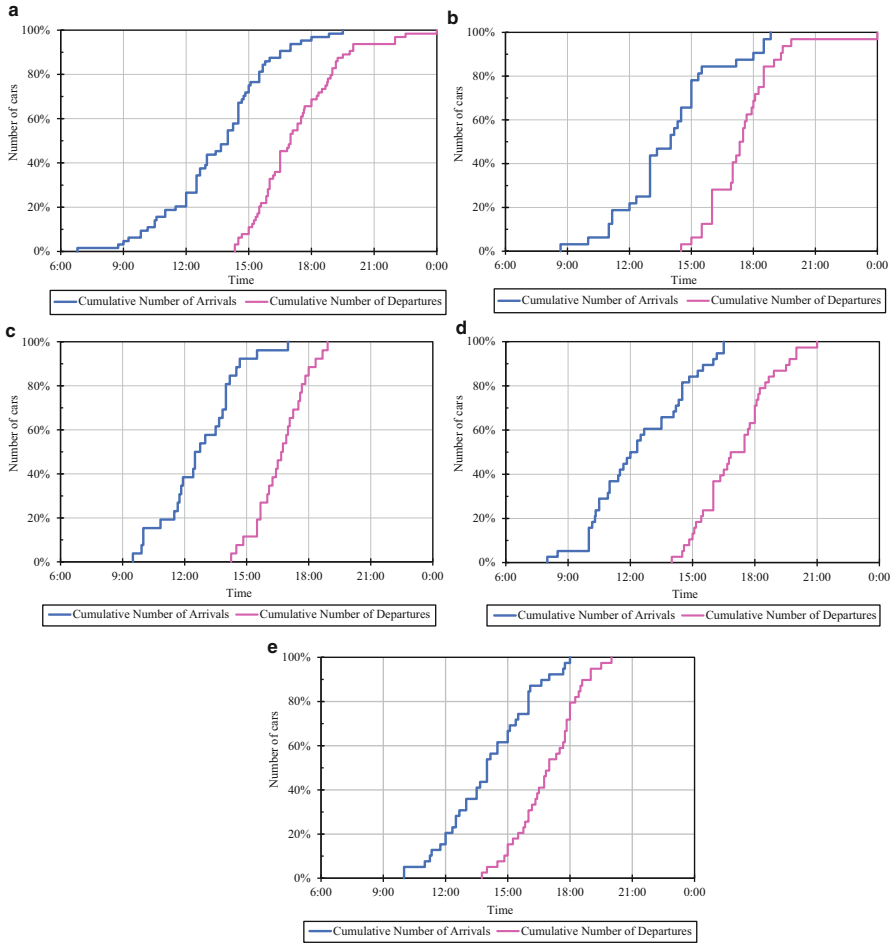 a
100%
80%
60%
40%
20%
0%
Number of cars
6:00 9:00 12:00 15:00 18:00 21:00 0:00
Time
Cumulative Number of Arrivals Cumulative Number of Departures
b
100%
80%
60%
40%
20%
0%
Number of cars
6:00 9:00 12:00 15:00 18:00 21:00 0:00
Time
Cumulative Number of Arrivals Cumulative Number of Departures
c
100%
80%
60%
40%
20%
0%
Number of cars
6:00 9:00 12:00 15:00 18:00 21:00 0:00
Time
Cumulative Number of Arrivals Cumulative Number of Departures
d
100%
80%
60%
40%
20%
0%
Number of cars
6:00 9:00 12:00 15:00 18:00 21:00 0:00
Time
Cumulative Number of Arrivals Cumulative Number of Departures
e
100%
80%
60%
40%
20%
0%
Number of cars
6:00 9:00 12:00 15:00 18:00 21:00 0:00
Time
Cumulative Number of Arrivals Cumulative Number of Departures